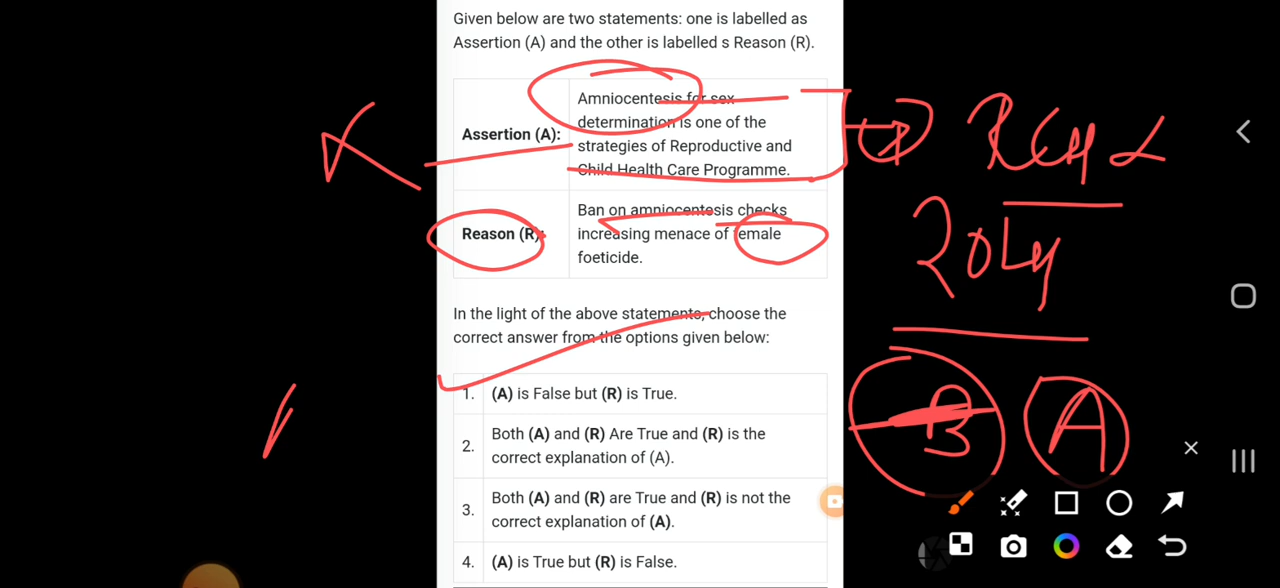 Given below are two statements: one is labelled as
Assertion (A) and the other is labelled s Reason (R).
Assertion (A):
Amniocentesis for sex
determination is one of the
strategies of Reproductive and
Child Health Care Programme.
Reason (R):
Ban on amniocentesis checks
increasing menace of female
foeticide.
In the light of the above statements, choose the
correct answer from the options given below:
1. (A) is False but (R) is True.
2. Both (A) and (R) Are True and (R) is the
correct explanation of (A).
3. Both (A) and (R) are True and (R) is not the
correct explanation of (A).
4. (A) is True but (R) is False.
B
A